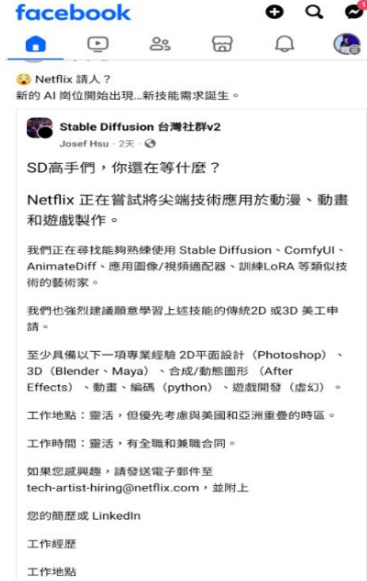 facebook
Netflix 請人？
新的 AI 崗位開始出現...新技能需求誕生。
Stable Diffusion 台灣社群v2
Josef Hsu · 2天 ·
SD高手們，你還在等什麼？
Netflix 正在嘗試將尖端技術應用於動漫、動畫
和遊戲製作。
我們正在尋找能夠熟練使用 Stable Diffusion、ComfyUI、
AnimateDiff、應用圖像/視頻適配器、訓練LoRA 等類似技
術的藝術家。
我們也強烈建議願意學習上述技能的傳統2D 或3D 美工申
請。
至少具備以下一項專業經驗 2D平面設計（Photoshop）、
3D（Blender、Maya）、合成/動態圖形 （After
Effects）、動畫、編碼（python）、遊戲開發（虛幻）。
工作地點：靈活，但優先考慮與美國和亞洲重疊的時區。
工作時間：靈活，有全職和兼職合同。
如果您感興趣，請發送電子郵件至
tech-artist-hiring@netflix.com，並附上
您的簡歷或 LinkedIn
工作經歷
工作地點